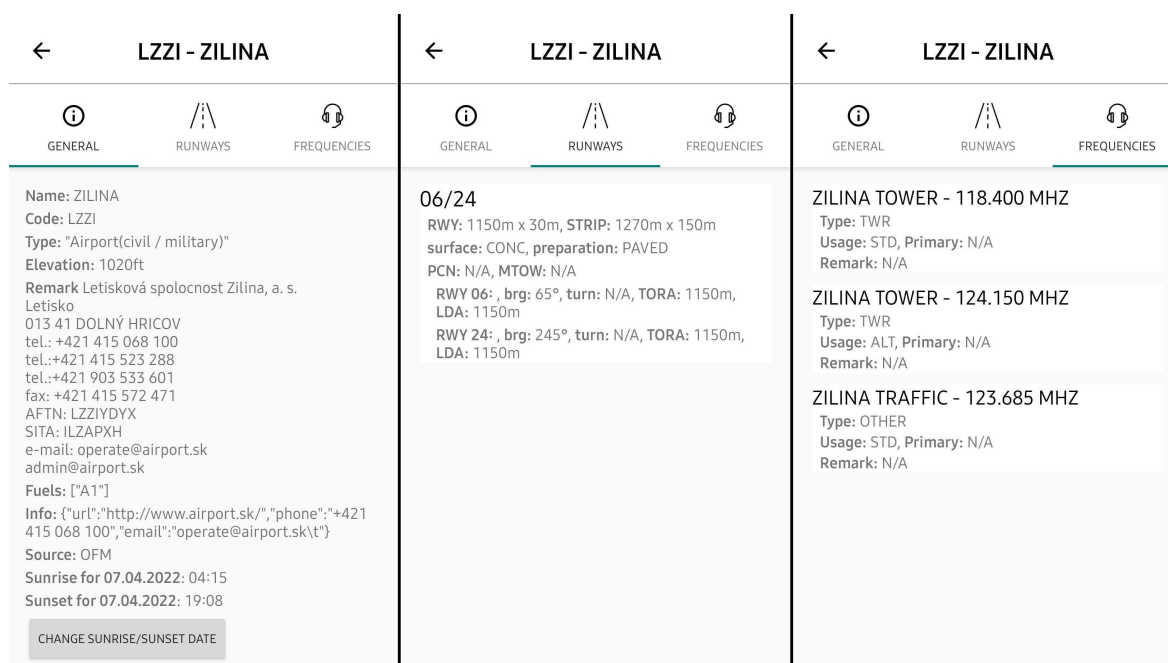 LZZI - ZILINA
GENERAL
RUNWAYS
FREQUENCIES
Name: ZILINA
Code: LZZI
Type: "Airport(civil / military)"
Elevation: 1020ft
Remark Letisková spolocnost Zilina, a. s.
Letisko
013 41 DOLNÝ HRICOV
tel.: +421 415 068 100
tel.:+421 415 523 288
tel.:+421 903 533 601
fax: +421 415 572 471
AFTN: LZZIYDYX
SITA: ILZAPXH
e-mail: operate@airport.sk
admin@airport.sk
Fuels: ["A1"]
Info: {"url":"http://www.airport.sk/","phone":"+421
415 068 100","email":"operate@airport.sk\t"}
Source: OFM
Sunrise for 07.04.2022: 04:15
Sunset for 07.04.2022: 19:08
CHANGE SUNRISE/SUNSET DATE
LZZI - ZILINA
GENERAL
RUNWAYS
FREQUENCIES
06/24
RWY: 1150m x 30m, STRIP: 1270m x 150m
surface: CONC, preparation: PAVED
PCN: N/A, MTOW: N/A
RWY 06: , brg: 65°, turn: N/A, TORA: 1150m,
LDA: 1150m
RWY 24: , brg: 245°, turn: N/A, TORA: 1150m,
LDA: 1150m
LZZI - ZILINA
GENERAL
RUNWAYS
FREQUENCIES
ZILINA TOWER - 118.400 MHZ
Type: TWR
Usage: STD, Primary: N/A
Remark: N/A
ZILINA TOWER - 124.150 MHZ
Type: TWR
Usage: ALT, Primary: N/A
Remark: N/A
ZILINA TRAFFIC - 123.685 MHZ
Type: OTHER
Usage: STD, Primary: N/A
Remark: N/A